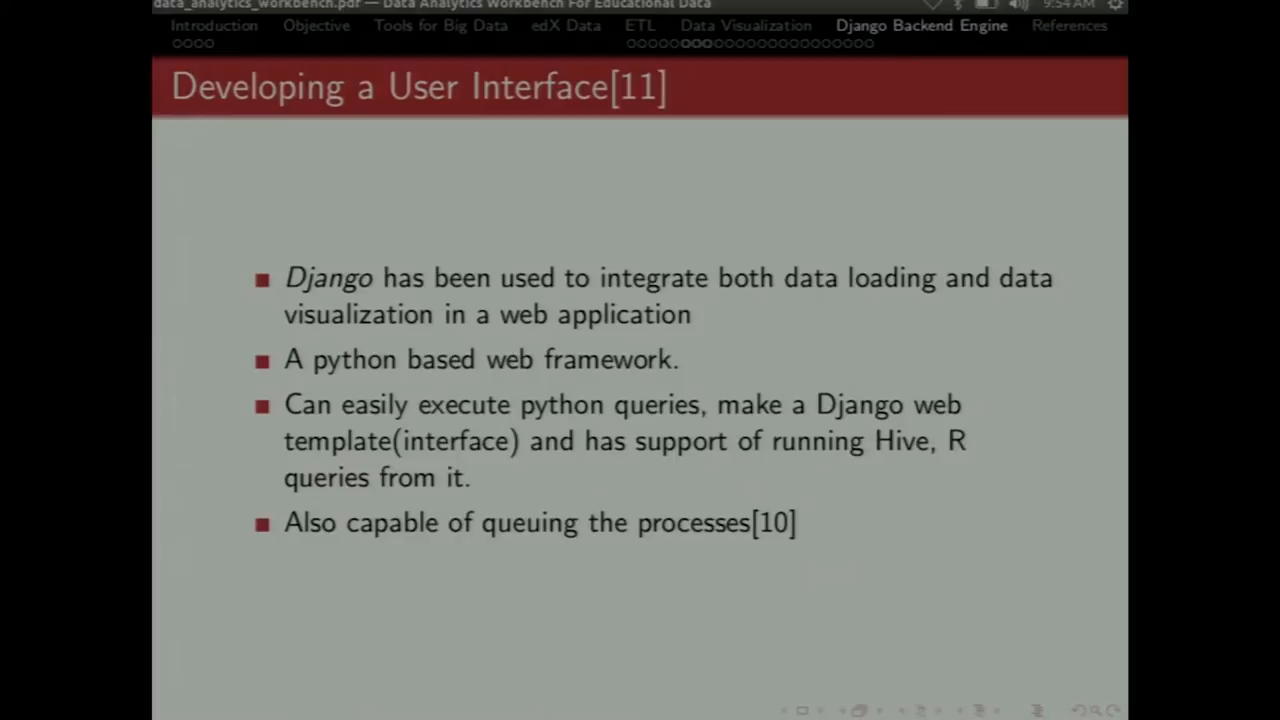 data_analytics_workbench.pdf — Data Analytics Workbench For Educational Data 9:54 AM
Introduction Objective Tools for Big Data edX Data ETL Data Visualization Django Backend Engine References
Developing a User Interface[11]
Django has been used to integrate both data loading and data
visualization in a web application
A python based web framework.
Can easily execute python queries, make a Django web
template(interface) and has support of running Hive, R
queries from it.
Also capable of queuing the processes[10]